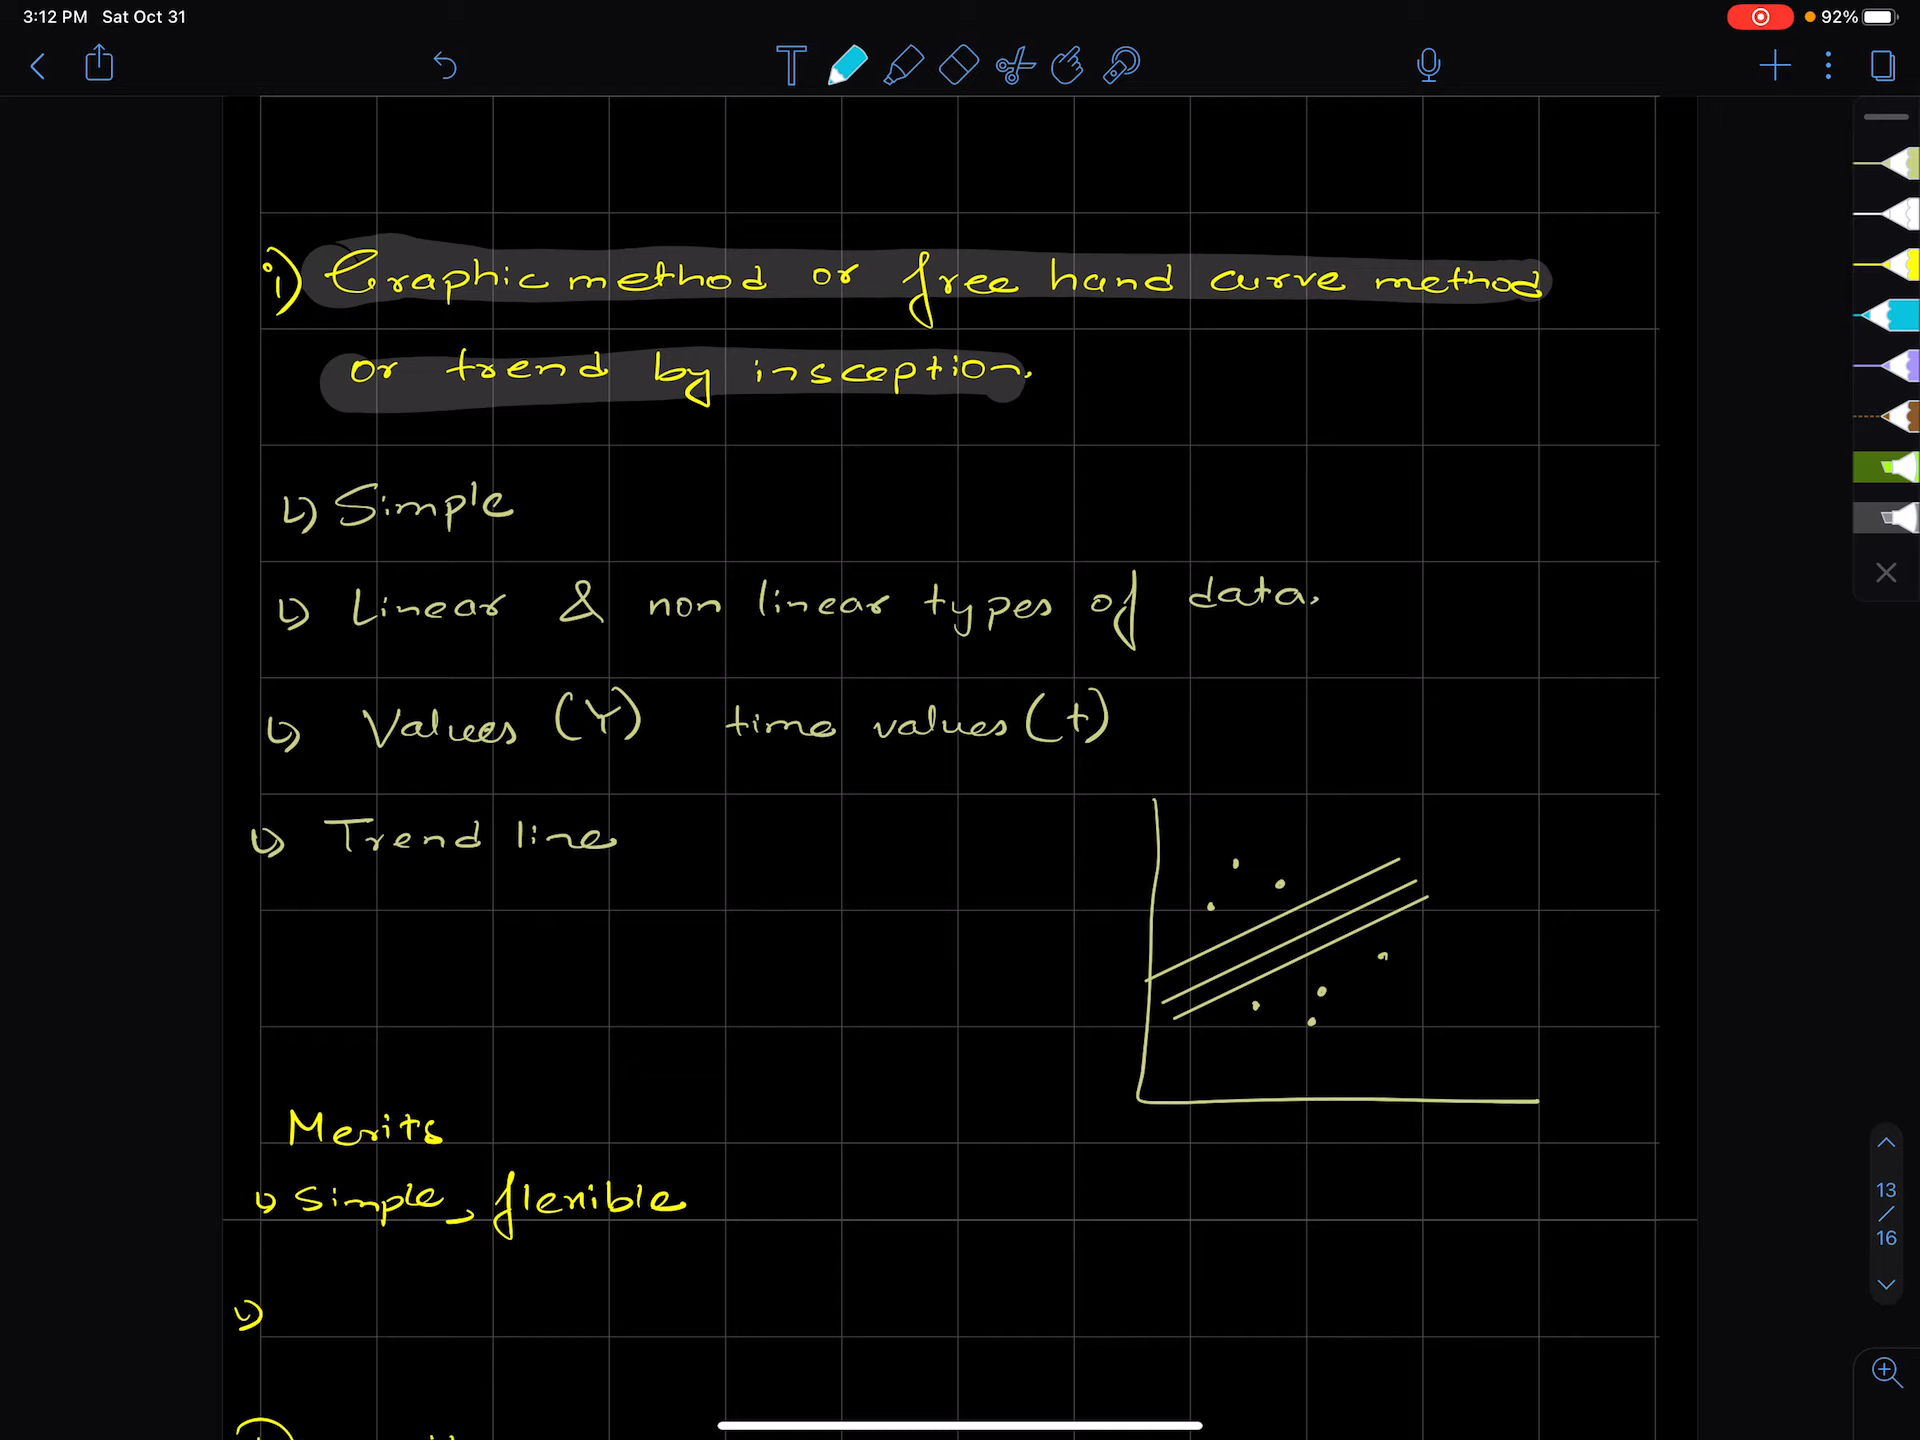 3:12 PM Sat Oct 31
92%
i) Graphic method or free hand curve method
or trend by insception.
Simple
Linear & non linear types of data.
Values (Y) time values (t)
Trend line
Merits
Simple, flexible
13
/
16